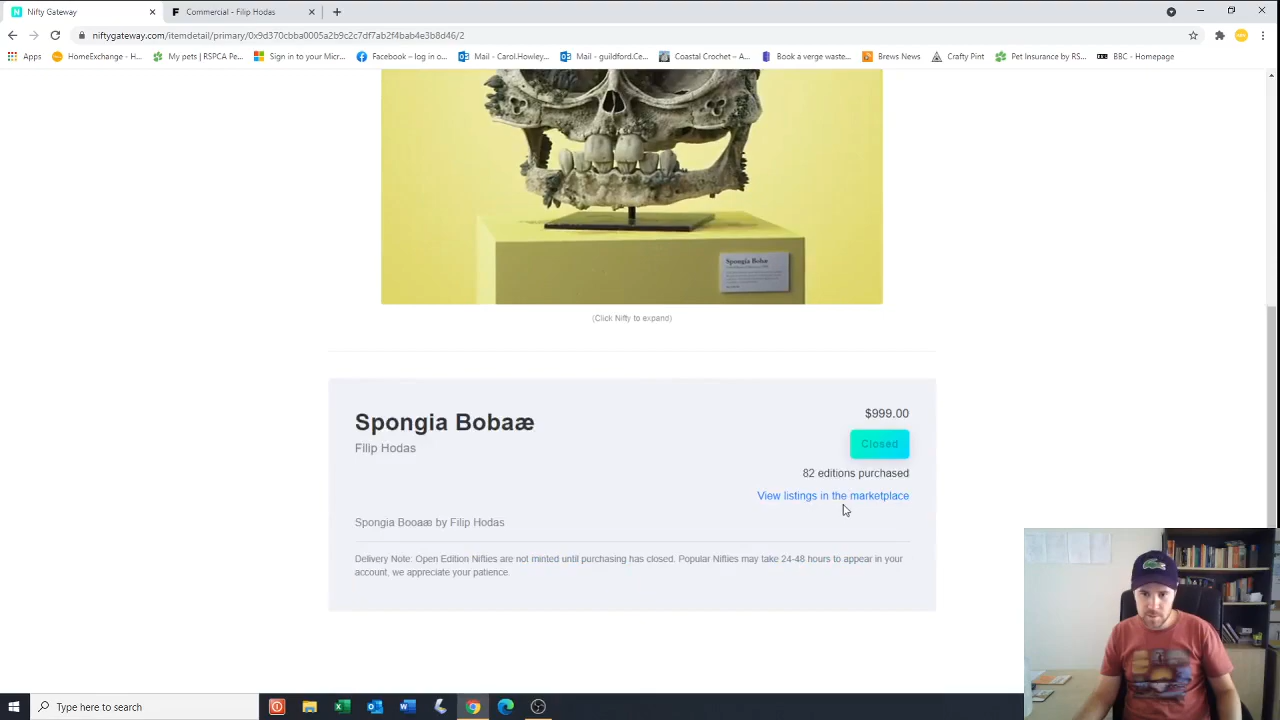 Nifty Gateway
Commercial - Filip Hodas
niftygateway.com/itemdetail/primary/0x9d370cbba0005a2b9c2c7df7ab2f4bab4e3b8d46/2
Apps
HomeExchange - H...
My pets | RSPCA Pe...
Sign in to your Micr...
Facebook – log in o...
Mail - Carol.Howley...
Mail - guildford.Ce...
Coastal Crochet – A...
Book a verge waste...
Brews News
Crafty Pint
Pet Insurance by RS...
BBC - Homepage
(Click Nifty to expand)
Spongia Bobaæ
Filip Hodas
$999.00
Closed
82 editions purchased
View listings in the marketplace
Spongia Booaæ by Filip Hodas
Delivery Note: Open Edition Nifties are not minted until purchasing has closed. Popular Nifties may take 24-48 hours to appear in your
account, we appreciate your patience.
Type here to search